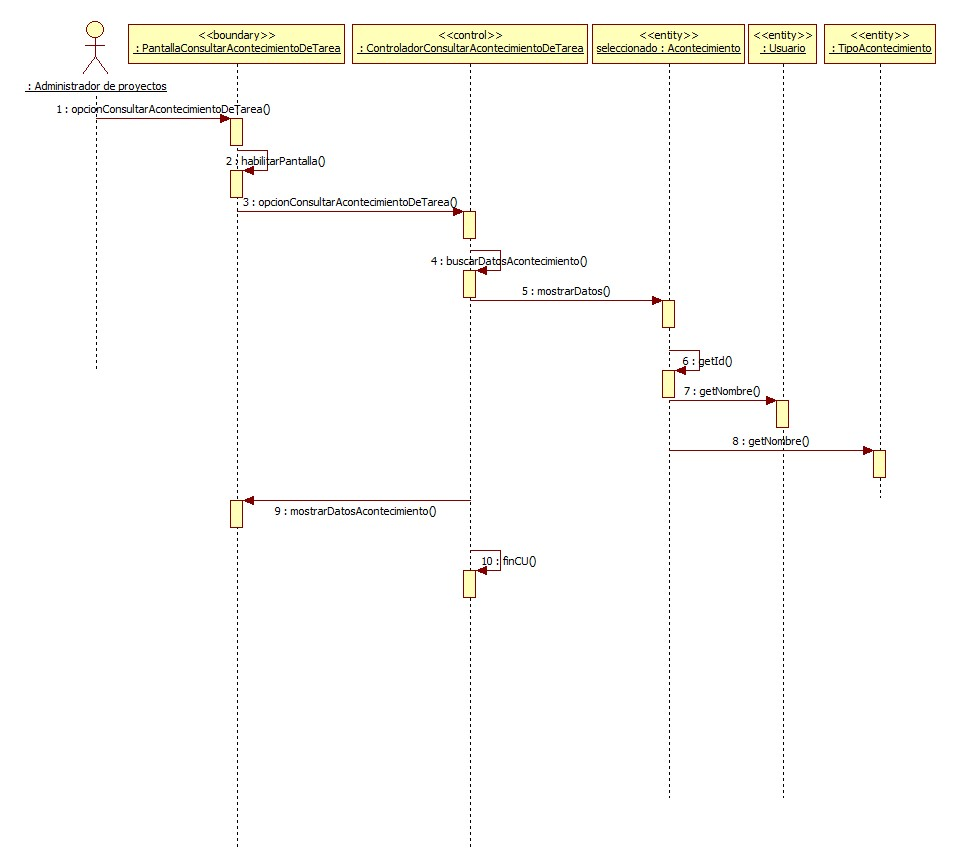 <<boundary>>
: PantallaConsultarAcontecimientoDeTarea
<<control>>
: ControladorConsultarAcontecimientoDeTarea
<<entity>>
seleccionado : Acontecimiento
<<entity>>
: Usuario
<<entity>>
: TipoAcontecimiento
: Administrador de proyectos
1 : opcionConsultarAcontecimientoDeTarea()
2 : habilitarPantalla()
3 : opcionConsultarAcontecimientoDeTarea()
4 : buscarDatosAcontecimiento()
5 : mostrarDatos()
6 : getId()
7 : getNombre()
8 : getNombre()
9 : mostrarDatosAcontecimiento()
10 : finCU()